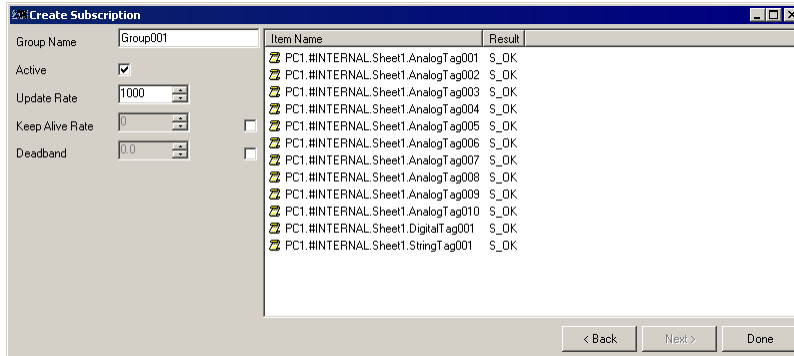 Create Subscription
Group Name Group001
Active
Update Rate 1000
Keep Alive Rate 0
Deadband 0.0
Item Name Result
PC1.#INTERNAL.Sheet1.AnalogTag001 S_OK
PC1.#INTERNAL.Sheet1.AnalogTag002 S_OK
PC1.#INTERNAL.Sheet1.AnalogTag003 S_OK
PC1.#INTERNAL.Sheet1.AnalogTag004 S_OK
PC1.#INTERNAL.Sheet1.AnalogTag005 S_OK
PC1.#INTERNAL.Sheet1.AnalogTag006 S_OK
PC1.#INTERNAL.Sheet1.AnalogTag007 S_OK
PC1.#INTERNAL.Sheet1.AnalogTag008 S_OK
PC1.#INTERNAL.Sheet1.AnalogTag009 S_OK
PC1.#INTERNAL.Sheet1.AnalogTag010 S_OK
PC1.#INTERNAL.Sheet1.DigitalTag001 S_OK
PC1.#INTERNAL.Sheet1.StringTag001 S_OK
< Back Next > Done